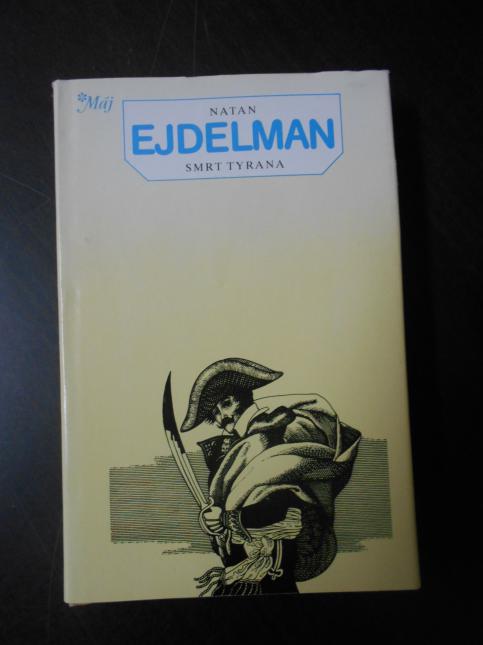 *Máj
NATAN
EJDELMAN
SMRT TYRANA